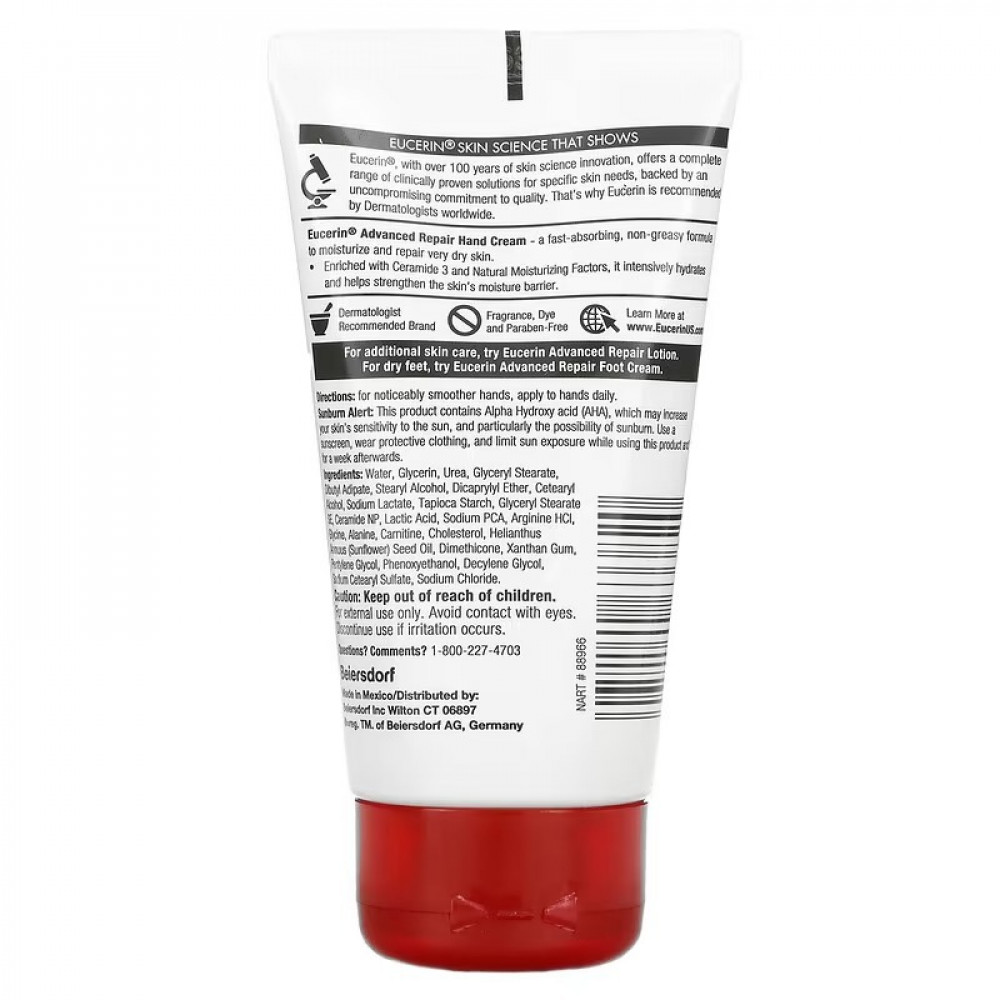 EUCERIN® SKIN SCIENCE THAT SHOWS
Eucerin®, with over 100 years of skin science innovation, offers a complete
range of clinically proven solutions for specific skin needs, backed by an
uncompromising commitment to quality. That's why Eucerin is recommended
by Dermatologists worldwide.
Eucerin® Advanced Repair Hand Cream - a fast-absorbing, non-greasy formula
to moisturize and repair very dry skin.
• Enriched with Ceramide 3 and Natural Moisturizing Factors, it intensively hydrates
and helps strengthen the skin's moisture barrier.
Dermatologist
Recommended Brand
Fragrance, Dye
and Paraben-Free
Learn More at
www.EucerinUS.com
For additional skin care, try Eucerin Advanced Repair Lotion.
For dry feet, try Eucerin Advanced Repair Foot Cream.
Directions: for noticeably smoother hands, apply to hands daily.
Sunburn Alert: This product contains Alpha Hydroxy acid (AHA), which may increase
your skin's sensitivity to the sun, and particularly the possibility of sunburn. Use a
sunscreen, wear protective clothing, and limit sun exposure while using this product and
for a week afterwards.
Ingredients: Water, Glycerin, Urea, Glyceryl Stearate,
Dibutyl Adipate, Stearyl Alcohol, Dicaprylyl Ether, Cetearyl
Alcohol, Sodium Lactate, Tapioca Starch, Glyceryl Stearate
SE, Ceramide NP, Lactic Acid, Sodium PCA, Arginine HCl,
Glycine, Alanine, Carnitine, Cholesterol, Helianthus
Annuus (Sunflower) Seed Oil, Dimethicone, Xanthan Gum,
Pentylene Glycol, Phenoxyethanol, Decylene Glycol,
Sodium Cetearyl Sulfate, Sodium Chloride.
Caution: Keep out of reach of children.
For external use only. Avoid contact with eyes.
Discontinue use if irritation occurs.
Questions? Comments? 1-800-227-4703
Beiersdorf
Made in Mexico/Distributed by:
Beiersdorf Inc Wilton CT 06897
TM. of Beiersdorf AG, Germany
NART # 88966